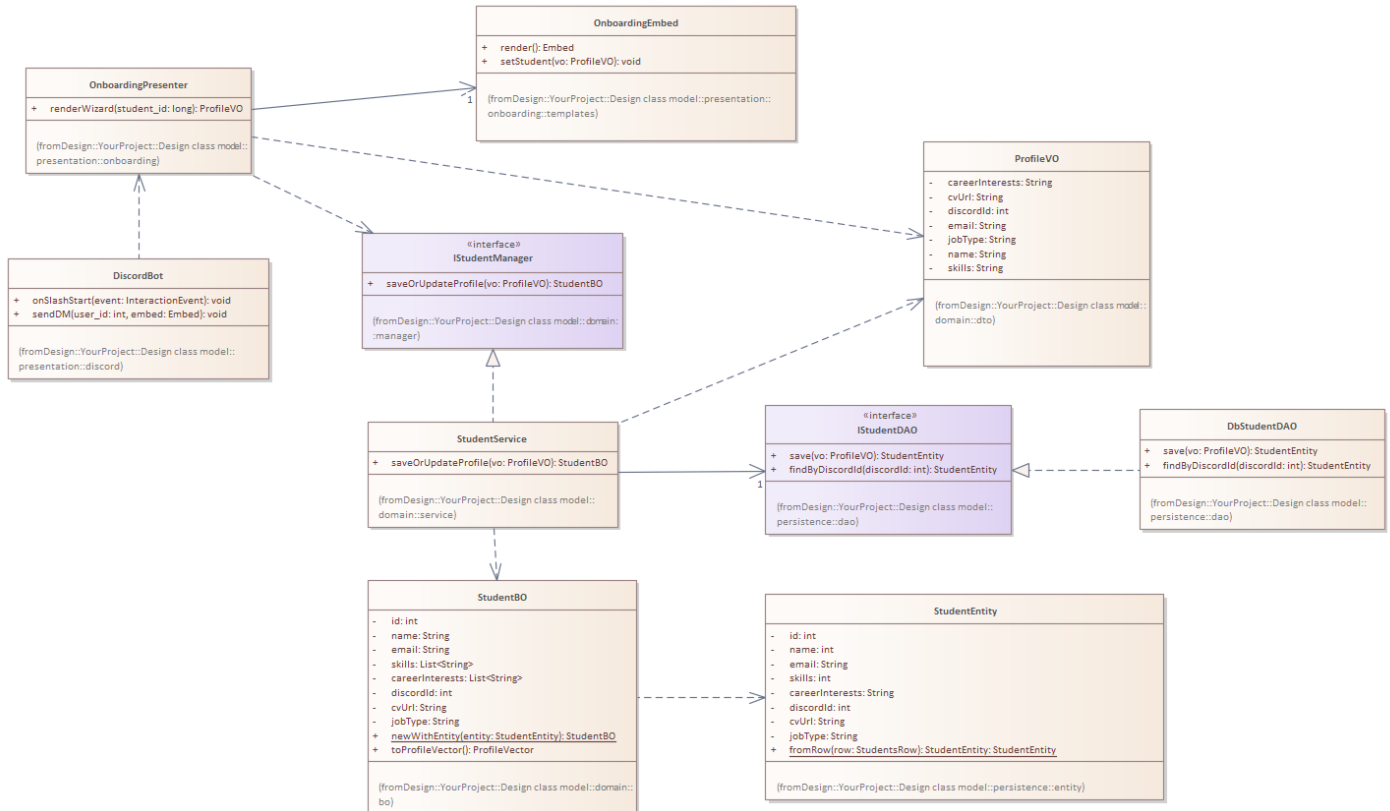 OnboardingEmbed
+ render(): Embed
+ setStudent(vo: ProfileVO): void
(fromDesign::YourProject::Design class model::presentation::
onboarding::templates)
OnboardingPresenter
+ renderWizard(student_id: long): ProfileVO
(fromDesign::YourProject::Design class model::
presentation::onboarding)
1
ProfileVO
- careerInterests: String
- cvUrl: String
- discordId: int
- email: String
- jobType: String
- name: String
- skills: String
(fromDesign::YourProject::Design class model::
domain::dto)
«interface»
IStudentManager
+ saveOrUpdateProfile(vo: ProfileVO): StudentBO
(fromDesign::YourProject::Design class model::domain:
:manager)
DiscordBot
+ onSlashStart(event: InteractionEvent): void
+ sendDM(user_id: int, embed: Embed): void
(fromDesign::YourProject::Design class model::
presentation::discord)
StudentService
+ saveOrUpdateProfile(vo: ProfileVO): StudentBO
(fromDesign::YourProject::Design class model::
domain::service)
1
«interface»
IStudentDAO
+ save(vo: ProfileVO): StudentEntity
+ findByDiscordId(discordId: int): StudentEntity
(fromDesign::YourProject::Design class model::
persistence::dao)
DbStudentDAO
+ save(vo: ProfileVO): StudentEntity
+ findByDiscordId(discordId: int): StudentEntity
(fromDesign::YourProject::Design class model::
persistence::dao)
StudentBO
- id: int
- name: String
- email: String
- skills: List<String>
- careerInterests: List<String>
- discordId: int
- cvUrl: String
- jobType: String
+ newWithEntity(entity: StudentEntity): StudentBO
+ toProfileVector(): ProfileVector
(fromDesign::YourProject::Design class model::domain::
bo)
StudentEntity
- id: int
- name: int
- email: String
- skills: int
- careerInterests: String
- discordId: int
- cvUrl: String
- jobType: String
+ fromRow(row: StudentsRow): StudentEntity: StudentEntity
(fromDesign::YourProject::Design class model::persistence::entity)